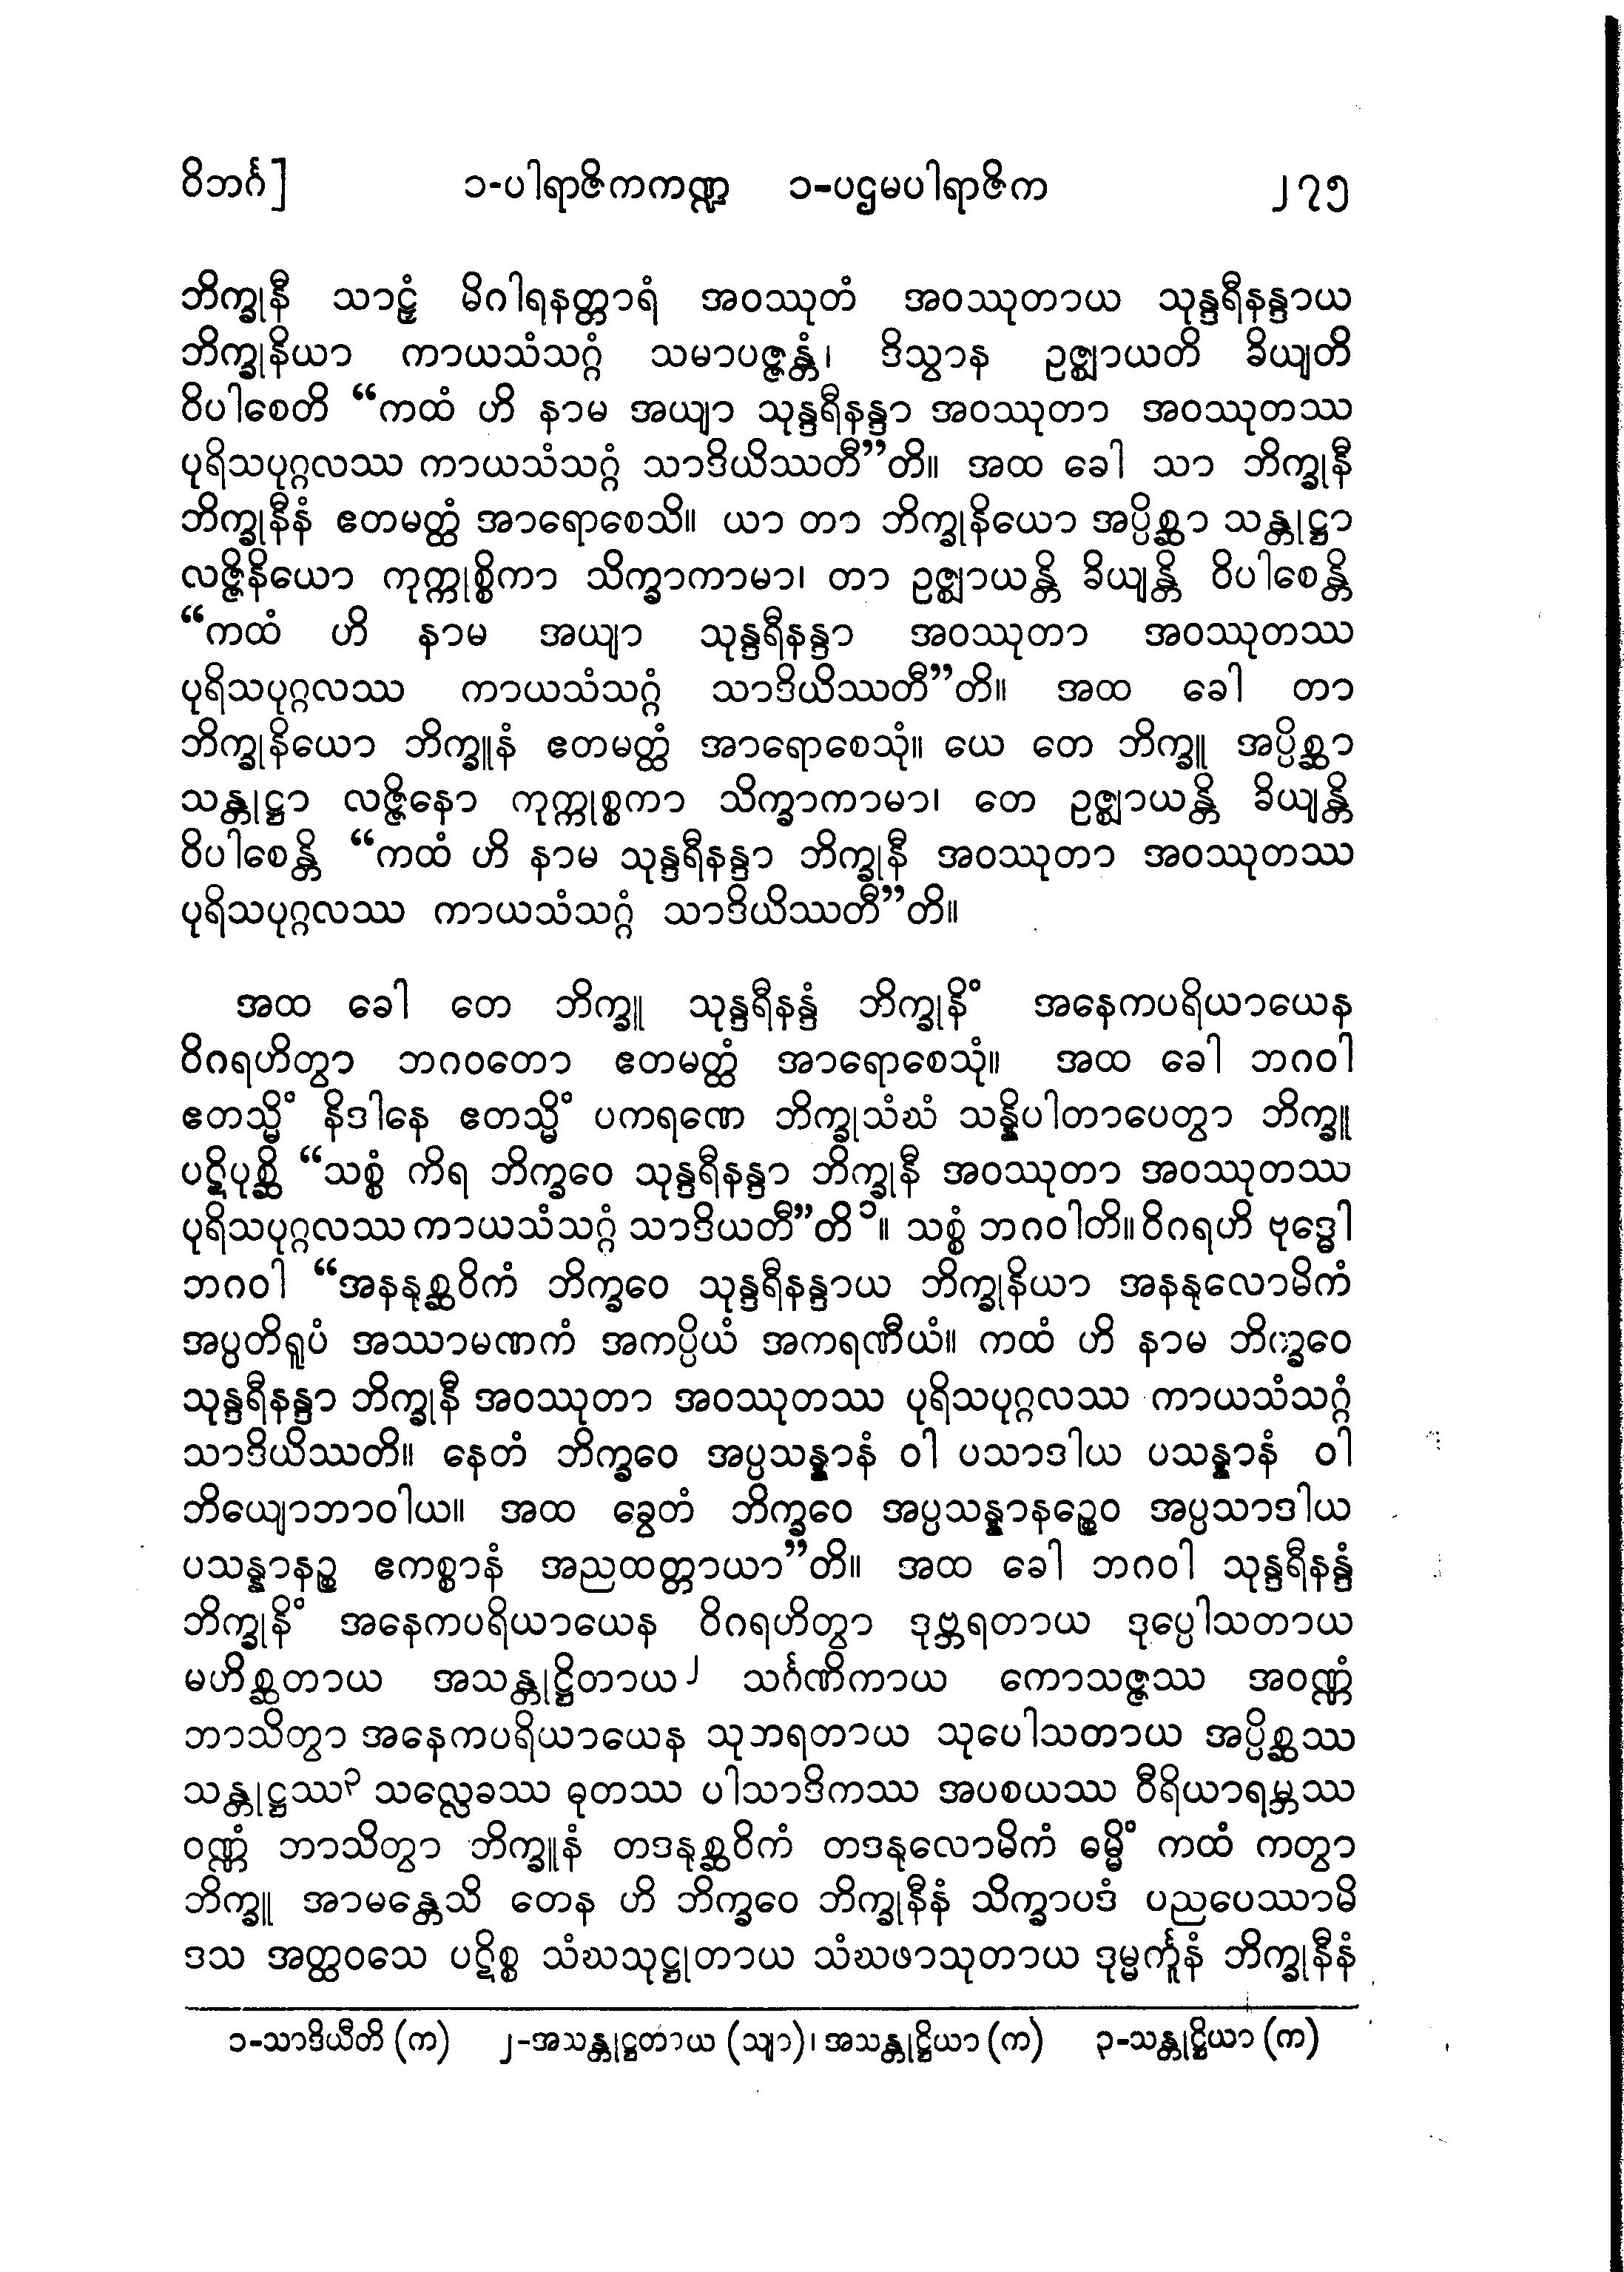 ဝိဘင်္ဂ]	၁-ပါရာဇိကကဏ္ဍ	၁-ပဌမပါရာဇိက	၂၇၅
ဘိက္ခုနီ သာဠှံ မိဂါရနတ္တာရံ အဝဿုတံ အဝဿုတာယ သုန္ဒရီနန္ဒာယ
ဘိက္ခုနိယာ ကာယသံသဂ္ဂံ သမာပဇ္ဇန္တံ၊ ဒိသွာန ဥဇ္ဈာယတိ ခိယျတိ
ဝိပါစေတိ “ကထံ ဟိ နာမ အယျာ သုန္ဒရီနန္ဒာ အဝဿုတာ အဝဿုတဿ
ပုရိသပုဂ္ဂလဿ ကာယသံသဂ္ဂံ သာဒိယိဿတီ”တိ။ အထ ခေါ သာ ဘိက္ခုနီ
ဘိက္ခုနီနံ ဧတမတ္ထံ အာရောစေသိ။ ယာ တာ ဘိက္ခုနိယော အပ္ပိစ္ဆာ သန္တုဋ္ဌာ
လဇ္ဇိနိယော ကုက္ကုစ္စိကာ သိက္ခာကာမာ၊ တာ ဥဇ္ဈာယန္တိ ခိယျန္တိ ဝိပါစေန္တိ
“ကထံ ဟိ နာမ အယျာ သုန္ဒရီနန္ဒာ အဝဿုတာ အဝဿုတဿ
ပုရိသပုဂ္ဂလဿ ကာယသံသဂ္ဂံ သာဒိယိဿတီ”တိ။ အထ ခေါ တာ
ဘိက္ခုနိယော ဘိက္ခူနံ ဧတမတ္ထံ အာရောစေသုံ။ ယေ တေ ဘိက္ခူ အပ္ပိစ္ဆာ
သန္တုဋ္ဌာ လဇ္ဇိနော ကုက္ကုစ္စကာ သိက္ခာကာမာ၊ တေ ဥဇ္ဈာယန္တိ ခိယျန္တိ
ဝိပါစေန္တိ “ကထံ ဟိ နာမ သုန္ဒရီနန္ဒာ ဘိက္ခုနီ အဝဿုတာ အဝဿုတဿ
ပုရိသပုဂ္ဂလဿ ကာယသံသဂ္ဂံ သာဒိယိဿတီ”တိ။
အထ ခေါ တေ ဘိက္ခူ သုန္ဒရီနန္ဒံ ဘိက္ခုနိံ အနေကပရိယာယေန
ဝိဂရဟိတွာ ဘဂဝတော ဧတမတ္ထံ အာရောစေသုံ။ အထ ခေါ ဘဂဝါ
ဧတသ္မိံ နိဒါနေ ဧတသ္မိံ ပကရဏေ ဘိက္ခုသံဃံ သန္နိပါတာပေတွာ ဘိက္ခူ
ပဋိပုစ္ဆိ “သစ္စံ ကိရ ဘိက္ခဝေ သုန္ဒရီနန္ဒာ ဘိက္ခုနီ အဝဿုတာ အဝဿုတဿ
ပုရိသပုဂ္ဂလဿ ကာယသံသဂ္ဂံ သာဒိယတီ”တိ၁။ သစ္စံ ဘဂဝါတိ။ ဝိဂရဟိ ဗုဒ္ဓေါ
ဘဂဝါ “အနနုစ္ဆဝိကံ ဘိက္ခဝေ သုန္ဒရီနန္ဒာယ ဘိက္ခုနိယာ အနနုလောမိကံ
အပ္ပတိရူပံ အဿာမဏကံ အကပ္ပိယံ အကရဏီယံ။ ကထံ ဟိ နာမ ဘိက္ခဝေ
သုန္ဒရီနန္ဒာ ဘိက္ခုနီ အဝဿုတာ အဝဿုတဿ ပုရိသပုဂ္ဂလဿ ကာယသံသဂ္ဂံ
သာဒိယိဿတိ။ နေတံ ဘိက္ခဝေ အပ္ပသန္နာနံ ဝါ ပသာဒါယ ပသန္နာနံ ဝါ
ဘိယျောဘာဝါယ။ အထ ခွေတံ ဘိက္ခဝေ အပ္ပသန္နာနဉ္စေဝ အပ္ပသာဒါယ
ပသန္နာနဉ္စ ဧကစ္စာနံ အညထတ္တာယာ”တိ။ အထ ခေါ ဘဂဝါ သုန္ဒရီနန္ဒံ
ဘိက္ခုနိံ အနေကပရိယာယေန ဝိဂရဟိတွာ ဒုဗ္ဘရတာယ ဒုပ္ပေါသတာယ
မဟိစ္ဆတာယ အသန္တုဋ္ဌိတာယ၂ သင်္ဂဏိကာယ ကောသဇ္ဇဿ အဝဏ္ဏံ
ဘာသိတွာ အနေကပရိယာယေန သုဘရတာယ သုပေါသတာယ အပ္ပိစ္ဆဿ
သန္တုဋ္ဌဿ၃ သလ္လေခဿ ဓုတဿ ပါသာဒိကဿ အပစယဿ ဝီရိယာရမ္ဘဿ
ဝဏ္ဏံ ဘာသိတွာ ဘိက္ခူနံ တဒနုစ္ဆဝိကံ တဒနုလောမိကံ ဓမ္မိံ ကထံ ကတွာ
ဘိက္ခူ အာမန္တေသိ တေန ဟိ ဘိက္ခဝေ ဘိက္ခုနီနံ သိက္ခာပဒံ ပညပေဿာမိ
ဒသ အတ္ထဝသေ ပဋိစ္စ သံဃသုဋ္ဌုတာယ သံဃဖာသုတာယ ဒုမ္မင်္ကူနံ ဘိက္ခုနီနံ
၁-သာဒိယီတိ (က)	၂-အသန္တုဋ္ဌတာယ (သျာ)၊ အသန္တုဋ္ဌိယာ (က)	၃-သန္တုဋ္ဌိယာ (က)